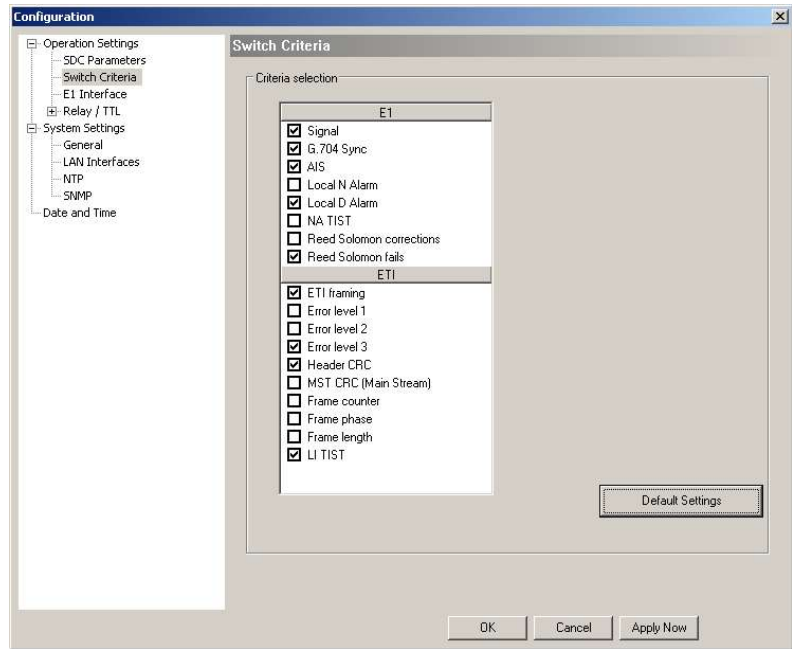 Configuration
Operation Settings
SDC Parameters
Switch Criteria
E1 Interface
Relay / TTL
System Settings
General
LAN Interfaces
NTP
SNMP
Date and Time
Switch Criteria
Criteria selection
E1
Signal
G.704 Sync
AIS
Local N Alarm
Local D Alarm
NA TIST
Reed Solomon corrections
Reed Solomon fails
ETI
ETI framing
Error level 1
Error level 2
Error level 3
Header CRC
MST CRC (Main Stream)
Frame counter
Frame phase
Frame length
LI TIST
Default Settings
OK Cancel Apply Now